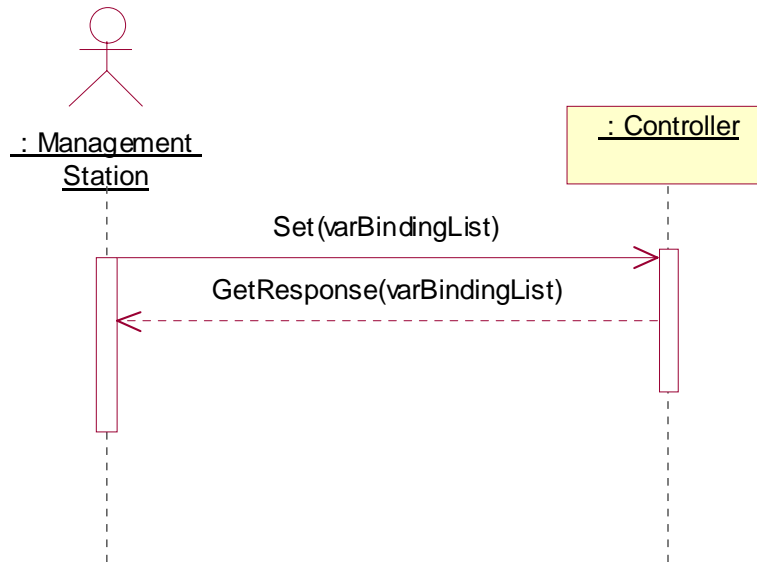 : Management
Station
: Controller
Set(varBindingList)
GetResponse(varBindingList)